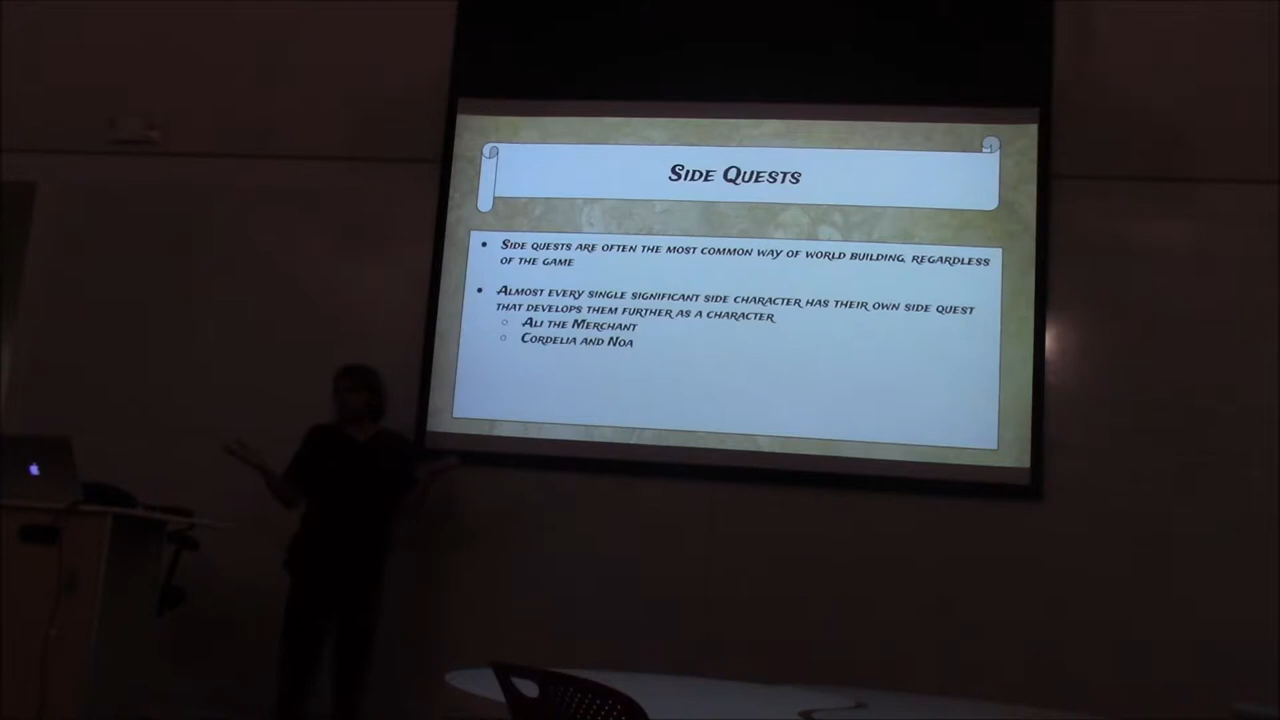 Side Quests
• Side quests are often the most common way of world building, regardless
of the game
• Almost every single significant side character has their own side quest
that develops them further as a character
○ Ali the Merchant
○ Cordelia and Noa